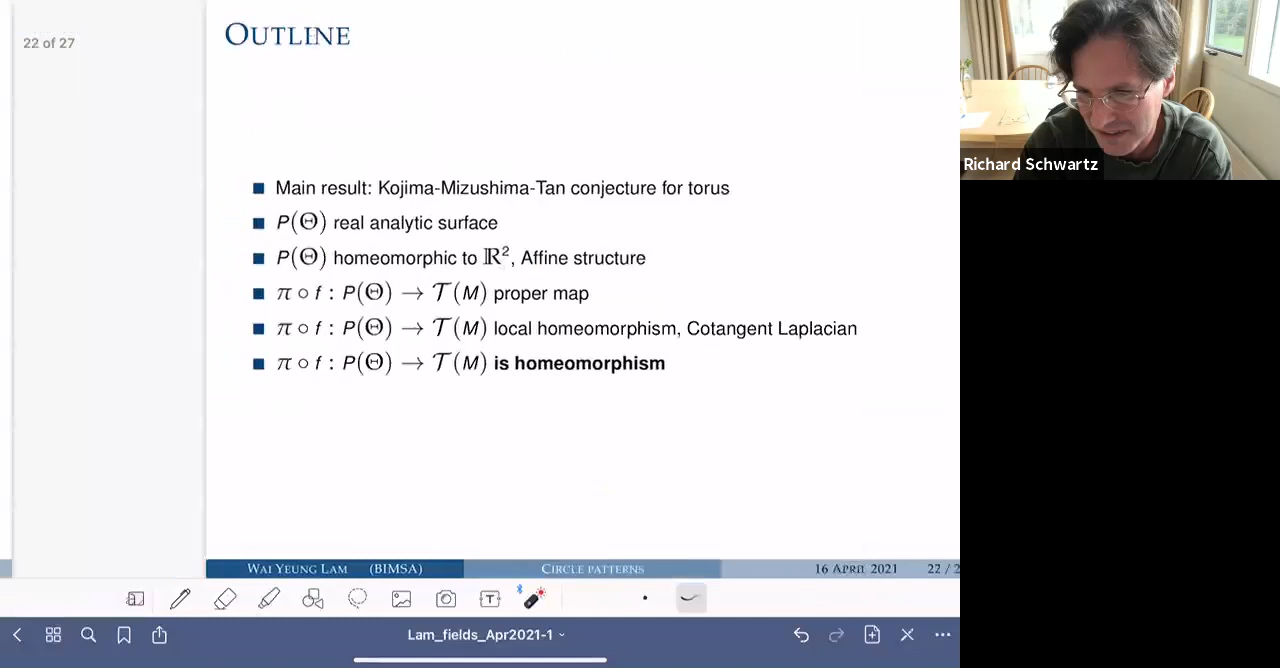 22 of 27
OUTLINE
Main result: Kojima-Mizushima-Tan conjecture for torus
P(Θ) real analytic surface
P(Θ) homeomorphic to ℝ², Affine structure
π ∘ f : P(Θ) → 𝒯(M) proper map
π ∘ f : P(Θ) → 𝒯(M) local homeomorphism, Cotangent Laplacian
π ∘ f : P(Θ) → 𝒯(M) is homeomorphism
WAI YEUNG LAM (BIMSA) CIRCLE PATTERNS 16 APRIL 2021 22 / 2
Lam_fields_Apr2021-1
Richard Schwartz